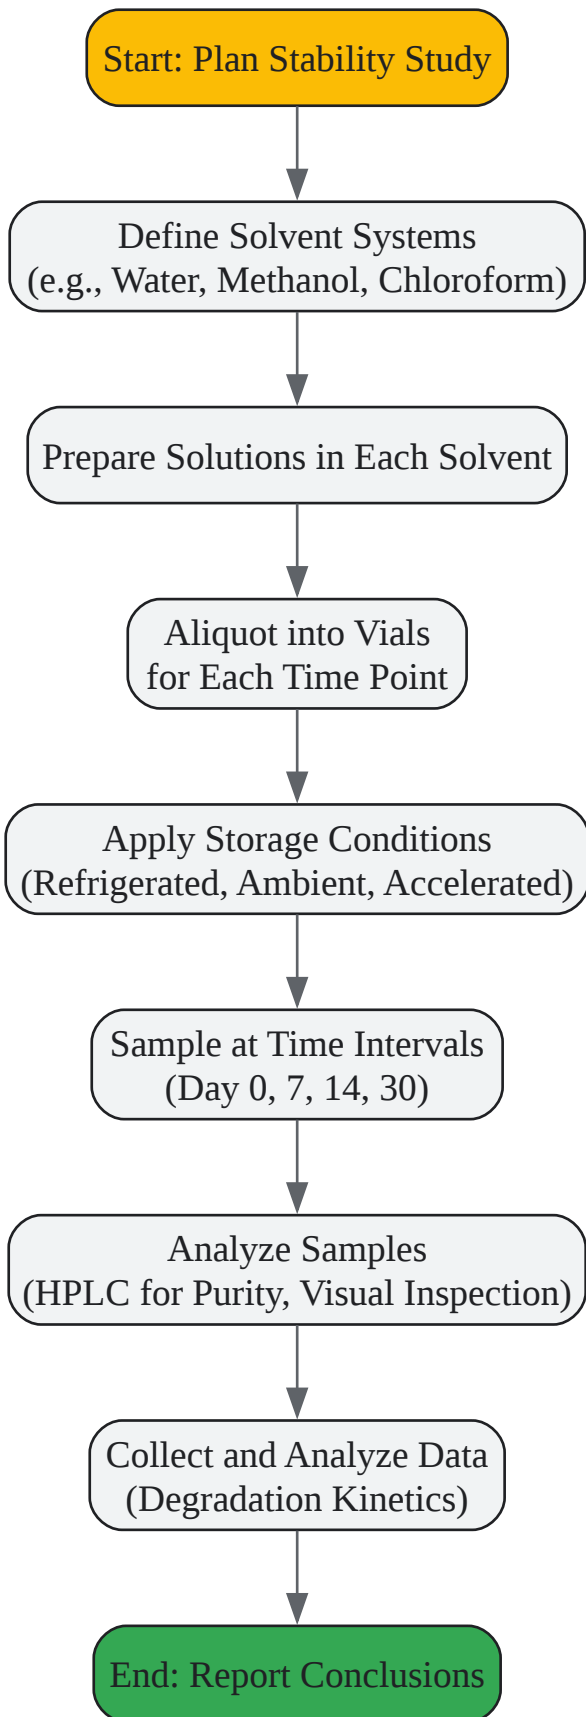 Start: Plan Stability Study
Define Solvent Systems
(e.g., Water, Methanol, Chloroform)
Prepare Solutions in Each Solvent
Aliquot into Vials
for Each Time Point
Apply Storage Conditions
(Refrigerated, Ambient, Accelerated)
Sample at Time Intervals
(Day 0, 7, 14, 30)
Analyze Samples
(HPLC for Purity, Visual Inspection)
Collect and Analyze Data
(Degradation Kinetics)
End: Report Conclusions